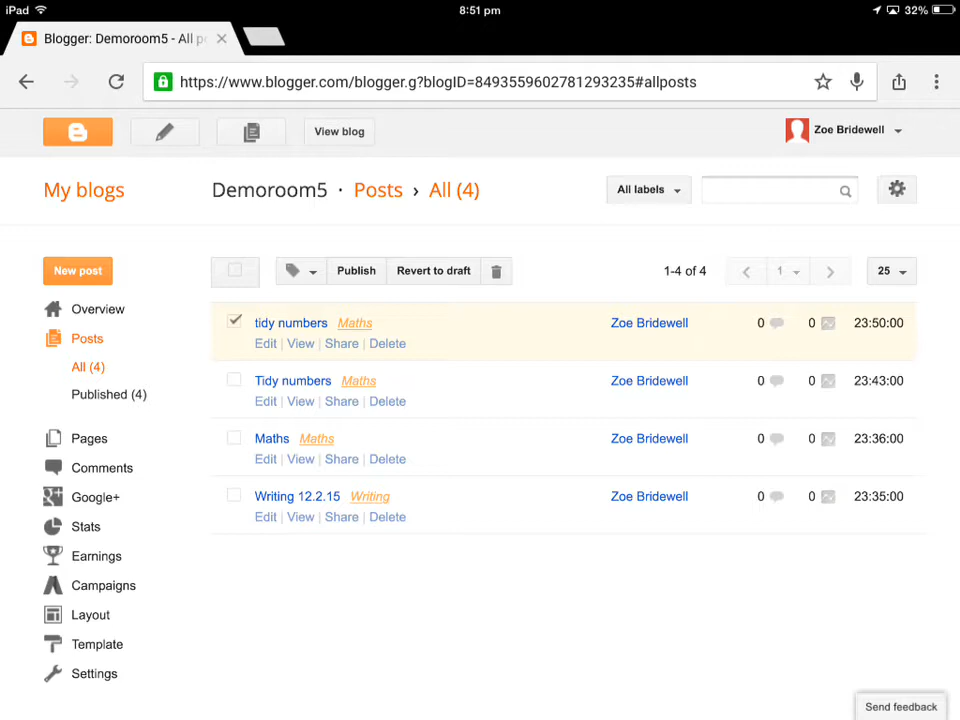 iPad 8:51 pm 32%
Blogger: Demoroom5 - All p
https://www.blogger.com/blogger.g?blogID=8493559602781293235#allposts
View blog Zoe Bridewell
My blogs Demoroom5 · Posts › All (4) All labels
New post Publish Revert to draft 1-4 of 4 1 25
Overview
Posts
All (4)
Published (4)
Pages
Comments
Google+
Stats
Earnings
Campaigns
Layout
Template
Settings
tidy numbers Maths Zoe Bridewell 0 0 23:50:00
Edit | View | Share | Delete
Tidy numbers Maths Zoe Bridewell 0 0 23:43:00
Edit | View | Share | Delete
Maths Maths Zoe Bridewell 0 0 23:36:00
Edit | View | Share | Delete
Writing 12.2.15 Writing Zoe Bridewell 0 0 23:35:00
Edit | View | Share | Delete
Send feedback